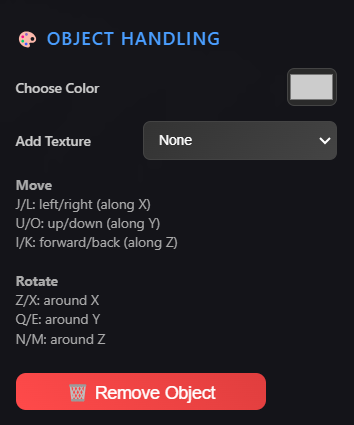 OBJECT HANDLING
Choose Color
Add Texture
None
Move
J/L: left/right (along X)
U/O: up/down (along Y)
I/K: forward/back (along Z)
Rotate
Z/X: around X
Q/E: around Y
N/M: around Z
Remove Object